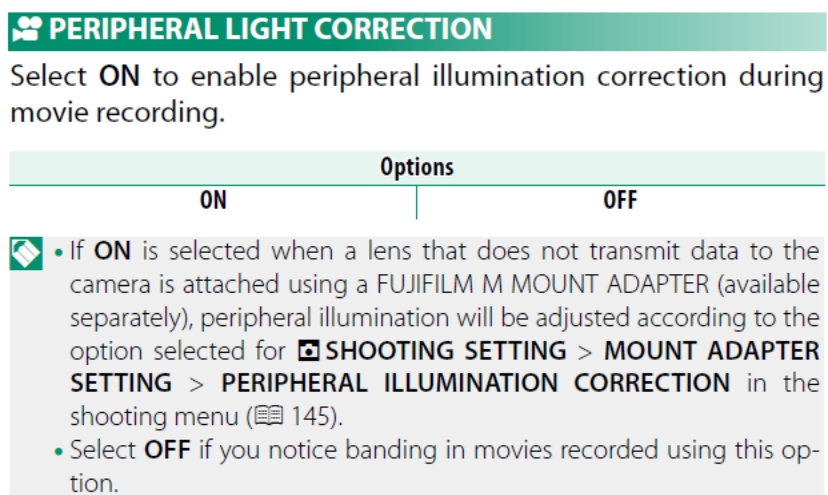 PERIPHERAL LIGHT CORRECTION
Select ON to enable peripheral illumination correction during
movie recording.
Options
ON OFF
• If ON is selected when a lens that does not transmit data to the
camera is attached using a FUJIFILM M MOUNT ADAPTER (available
separately), peripheral illumination will be adjusted according to the
option selected for SHOOTING SETTING > MOUNT ADAPTER
SETTING > PERIPHERAL ILLUMINATION CORRECTION in the
shooting menu (145).
• Select OFF if you notice banding in movies recorded using this op-
tion.